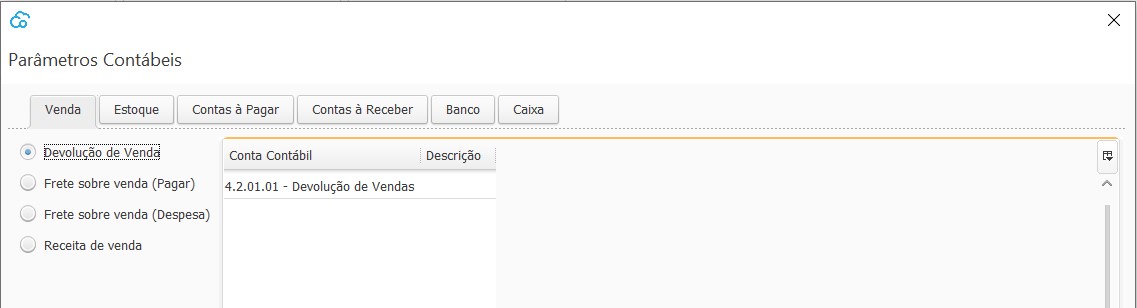 Parâmetros Contábeis
Venda Estoque Contas à Pagar Contas à Receber Banco Caixa
Devolução de Venda
Frete sobre venda (Pagar)
Frete sobre venda (Despesa)
Receita de venda
Conta Contábil Descrição
4.2.01.01 - Devolução de Vendas